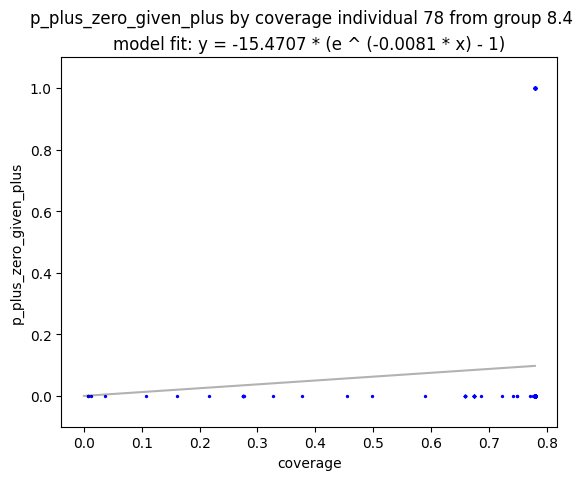 p_plus_zero_given_plus by coverage individual 78 from group 8.4
model fit: y = -15.4707 * (e ^ (-0.0081 * x) - 1)
1.0
0.8
0.6
0.4
0.2
0.0
p_plus_zero_given_plus
0.0 0.1 0.2 0.3 0.4 0.5 0.6 0.7 0.8
coverage